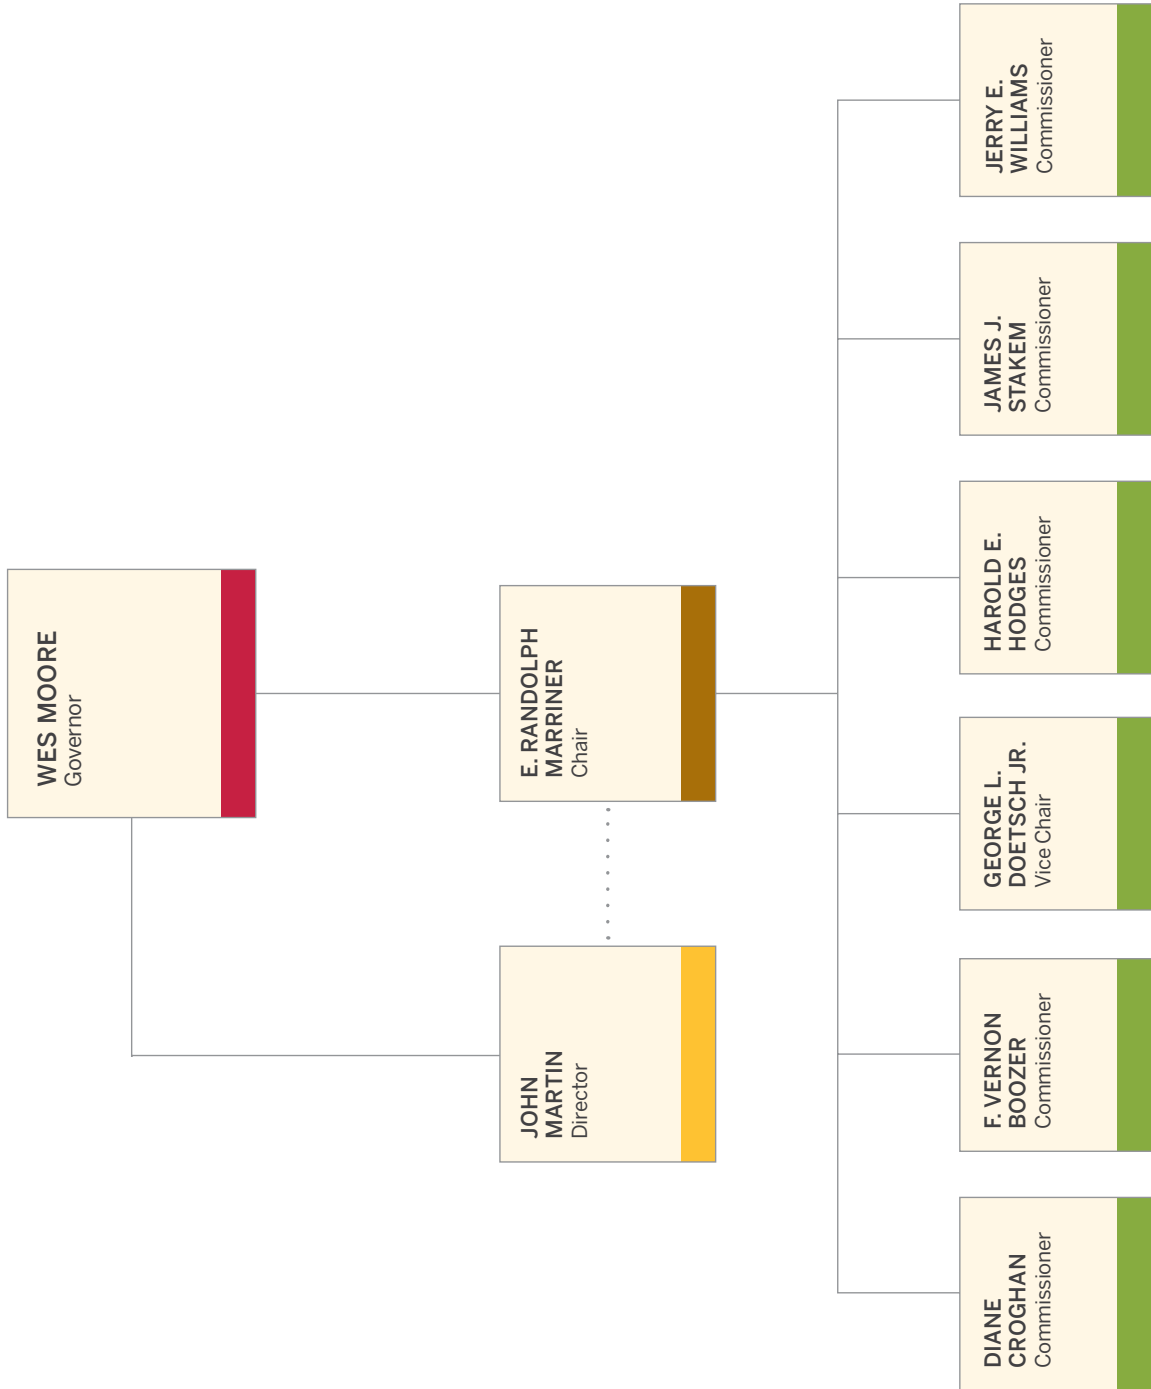 WES MOORE
Governor
JOHN
MARTIN
Director
E. RANDOLPH
MARRINER
Chair
DIANE
CROGHAN
Commissioner
F. VERNON
BOOZER
Commissioner
GEORGE L.
DOETSCH JR.
Vice Chair
HAROLD E.
HODGES
Commissioner
JAMES J.
STAKEM
Commissioner
JERRY E.
WILLIAMS
Commissioner